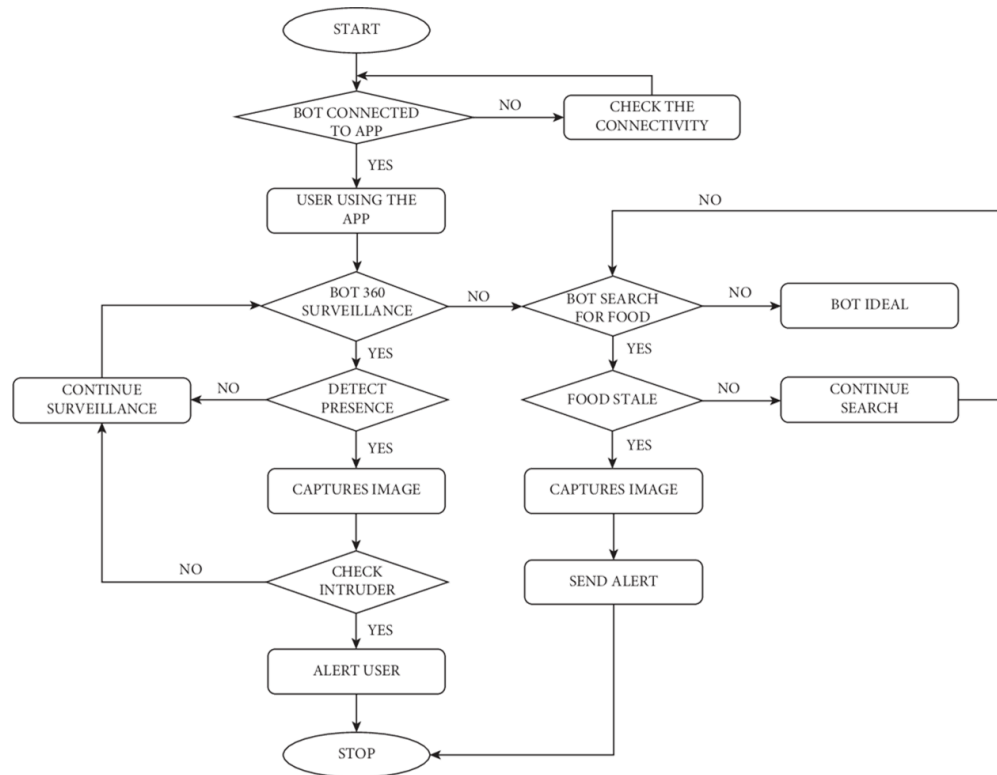 START
BOT CONNECTED
TO APP
NO
CHECK THE
CONNECTIVITY
YES
USER USING THE
APP
NO
BOT 360
SURVEILLANCE
NO
BOT SEARCH
FOR FOOD
NO
BOT IDEAL
YES
YES
CONTINUE
SURVEILLANCE
NO
DETECT
PRESENCE
FOOD STALE
NO
CONTINUE
SEARCH
YES
YES
CAPTURES IMAGE
CAPTURES IMAGE
NO
CHECK
INTRUDER
SEND ALERT
YES
ALERT USER
STOP